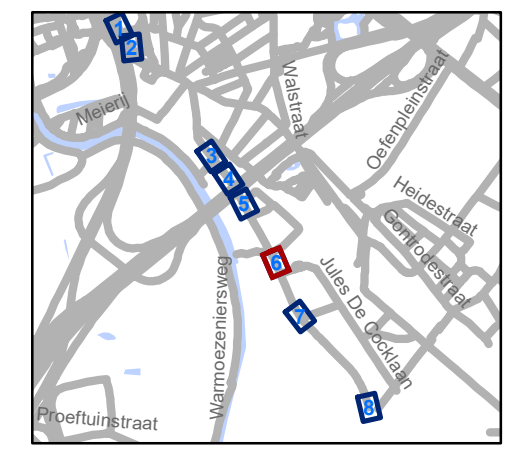 1
2
Walstraat
Oefenpleinstraat
Meierij
3
4
Heidestraat
5
Gontrodestraat
6
Jules De Cocklaan
Warmoezeniersweg
7
8
Proeftuinstraat